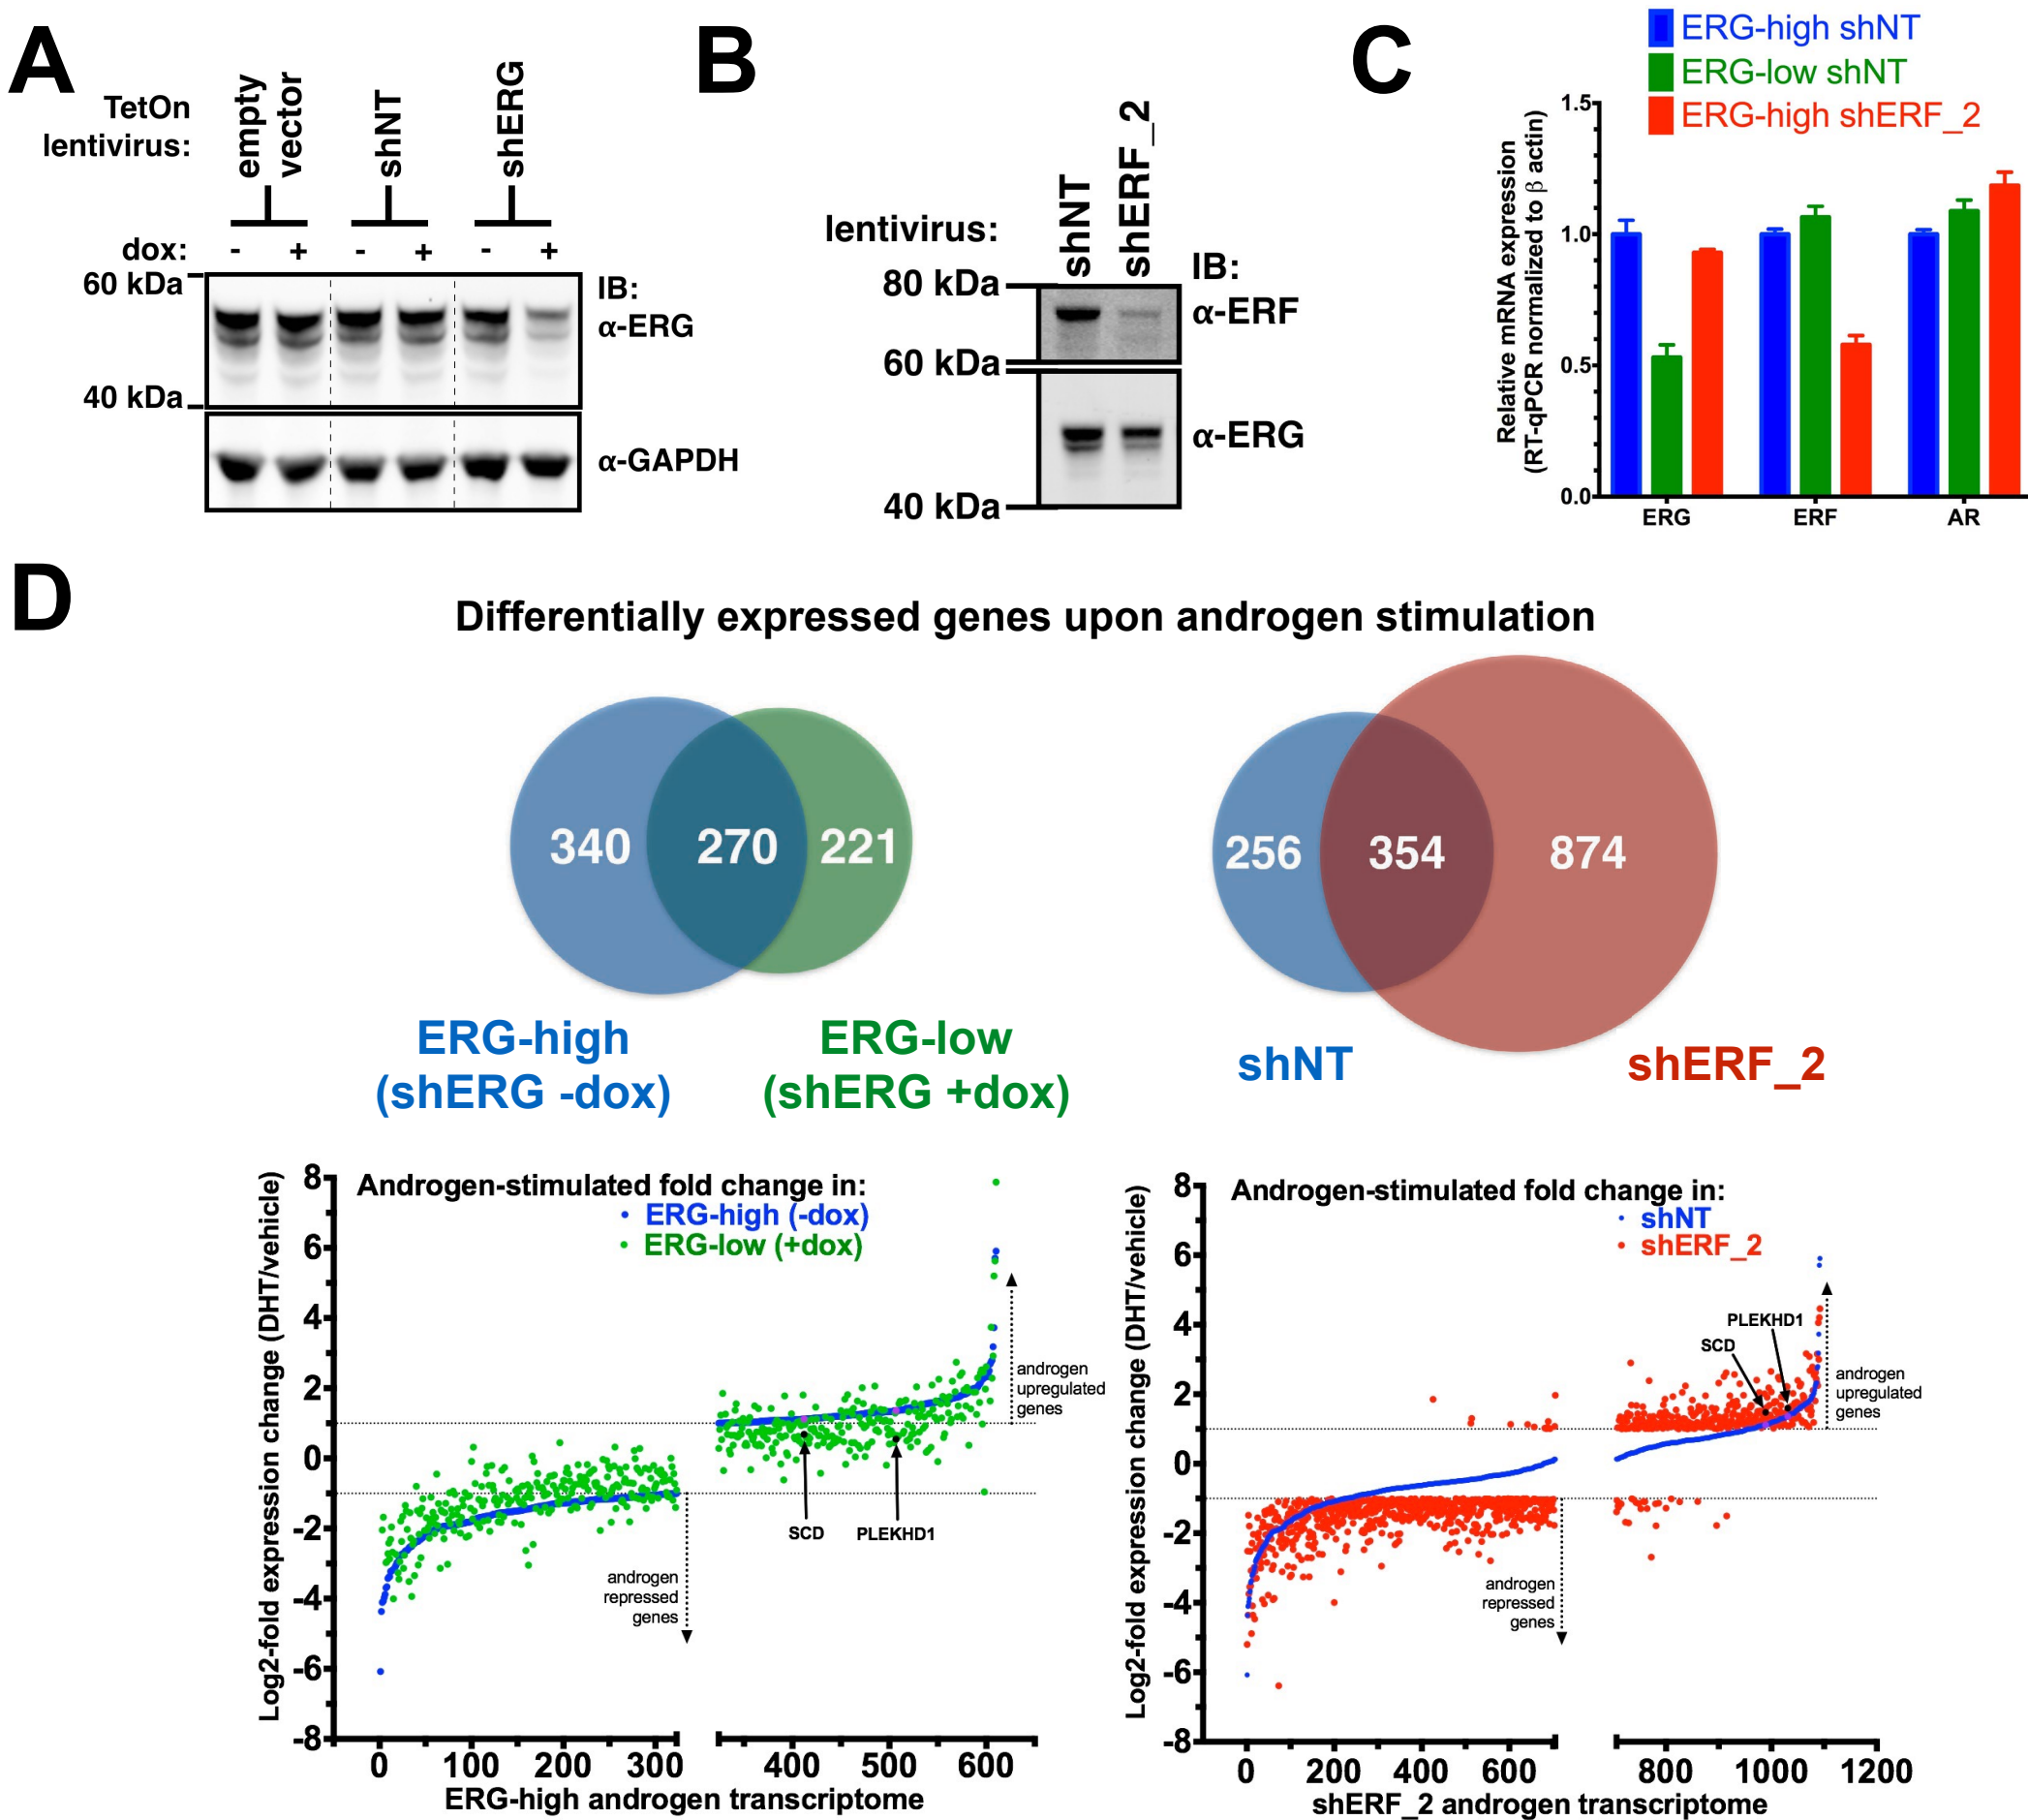 A
TetOn
lentivirus:
empty
vector
shNT
shERG
dox:
-
+
-
+
-
+
60 kDa
40 kDa
IB:
α-ERG
α-GAPDH
B
lentivirus:
shNT
shERF_2
IB:
80 kDa
60 kDa
40 kDa
α-ERF
α-ERG
C
ERG-high shNT
ERG-low shNT
ERG-high shERF_2
Relative mRNA expression
(RT-qPCR normalized to β actin)
1.5
1.0
0.5
0.0
ERG
ERF
AR
D
Differentially expressed genes upon androgen stimulation
340
270
221
256
354
874
ERG-high
(shERG -dox)
ERG-low
(shERG +dox)
shNT
shERF_2
Androgen-stimulated fold change in:
ERG-high (-dox)
ERG-low (+dox)
Log2-fold expression change (DHT/vehicle)
8
6
4
2
0
-2
-4
-6
-8
androgen
upregulated
genes
SCD
PLEKHD1
androgen
repressed
genes
0
100
200
300
400
500
600
ERG-high androgen transcriptome
Androgen-stimulated fold change in:
shNT
shERF_2
Log2-fold expression change (DHT/vehicle)
8
6
4
2
0
-2
-4
-6
-8
PLEKHD1
SCD
androgen
upregulated
genes
androgen
repressed
genes
0
200
400
600
800
1000
1200
shERF_2 androgen transcriptome